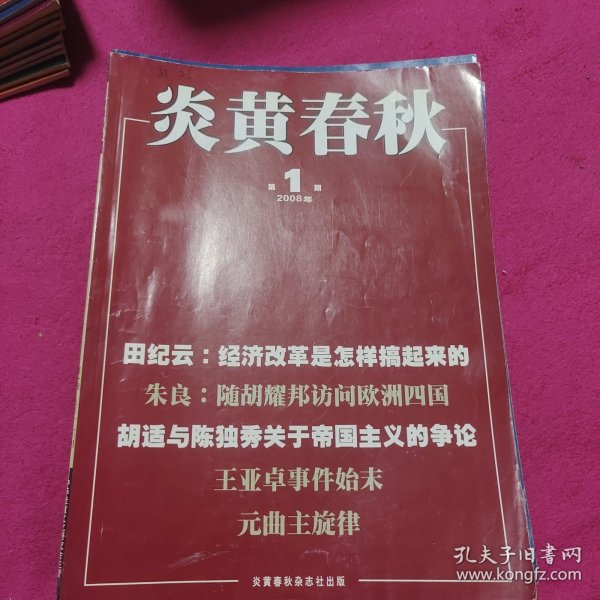 炎黄春秋
第1期
2008年
田纪云：经济改革是怎样搞起来的
朱良：随胡耀邦访问欧洲四国
胡适与陈独秀关于帝国主义的争论
王亚卓事件始末
元曲主旋律
炎黄春秋杂志社出版
孔夫子旧书网
www.kongfz.com